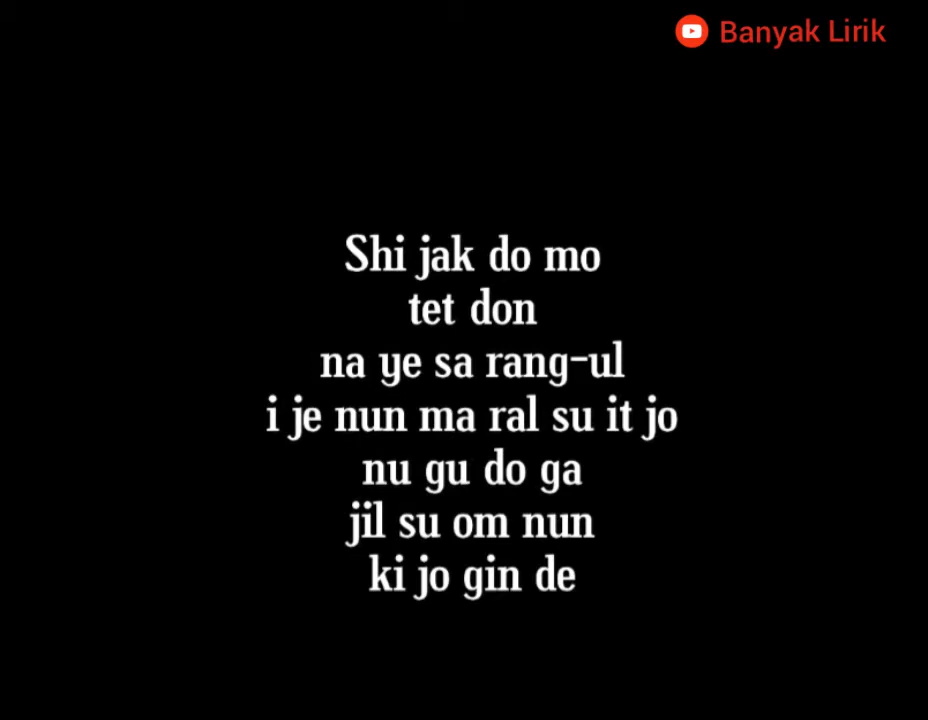 Banyak Lirik
Shi jak do mo
tet don
na ye sa rang-ul
i je nun ma ral su it jo
nu gu do ga
jil su om nun
ki jo gin de